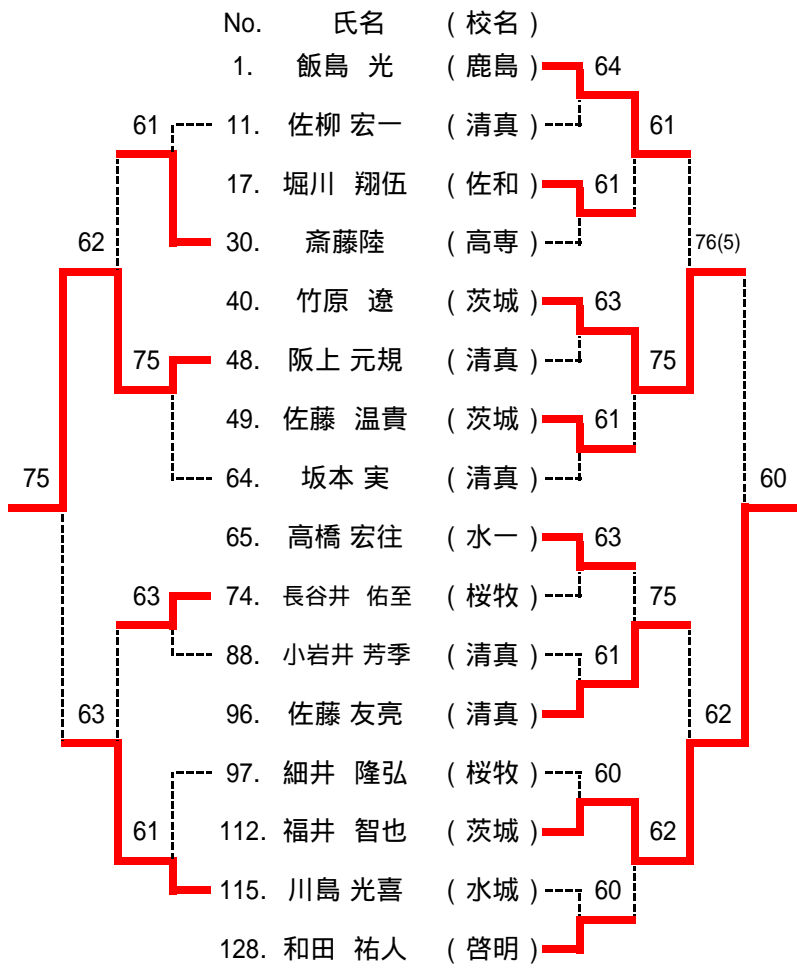 No. 氏名 ( 校名 )
1. 飯島 光 ( 鹿島 ) 64
61 11. 佐柳 宏一 ( 清真 ) 61
17. 堀川 翔伍 ( 佐和 ) 61
62 30. 斎藤陸 ( 高専 ) 76(5)
40. 竹原 遼 ( 茨城 ) 63
75 48. 阪上 元規 ( 清真 ) 75
49. 佐藤 温貴 ( 茨城 ) 61
75 64. 坂本 実 ( 清真 ) 60
65. 高橋 宏往 ( 水一 ) 63
63 74. 長谷井 佑至 ( 桜牧 ) 75
88. 小岩井 芳季 ( 清真 ) 61
63 96. 佐藤 友亮 ( 清真 ) 62
97. 細井 隆弘 ( 桜牧 ) 60
61 112. 福井 智也 ( 茨城 ) 62
115. 川島 光喜 ( 水城 ) 60
128. 和田 祐人 ( 啓明 )